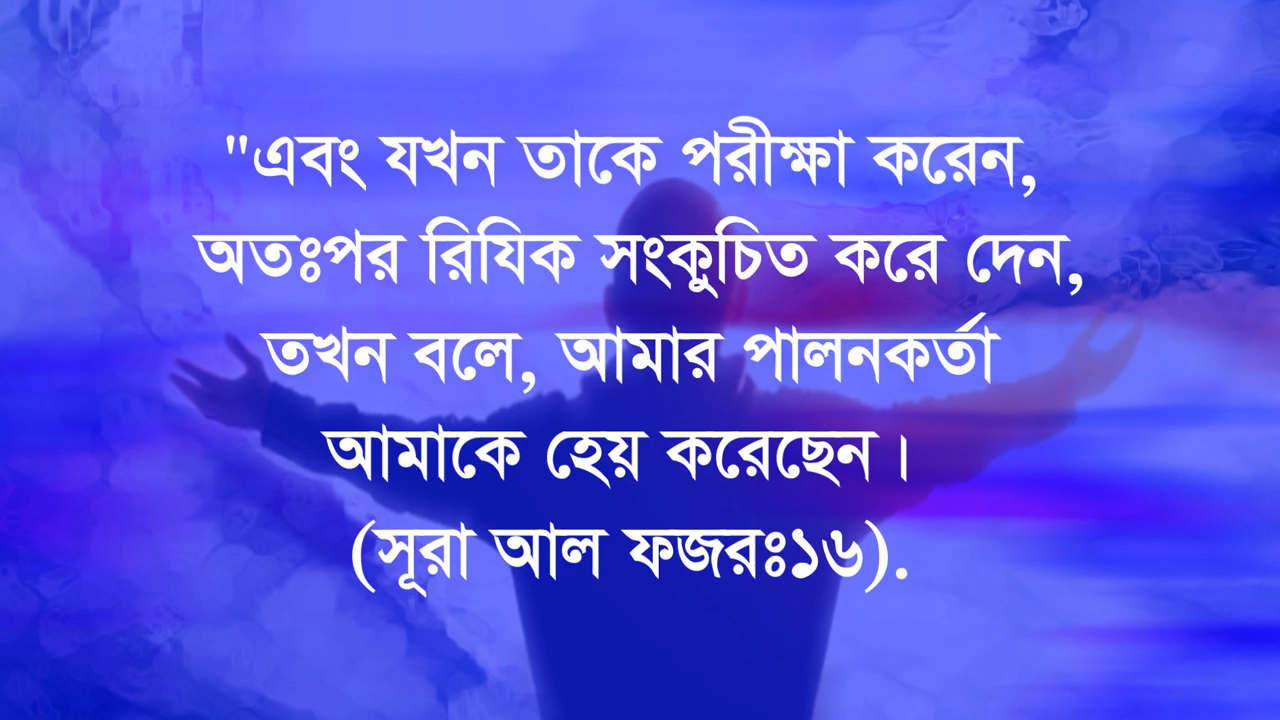 "এবং যখন তাকে পরীক্ষা করেন,
অতঃপর রিযিক সংকুচিত করে দেন,
তখন বলে, আমার পালনকর্তা
আমাকে হেয় করেছেন।
(সূরা আল ফজরঃ১৬).